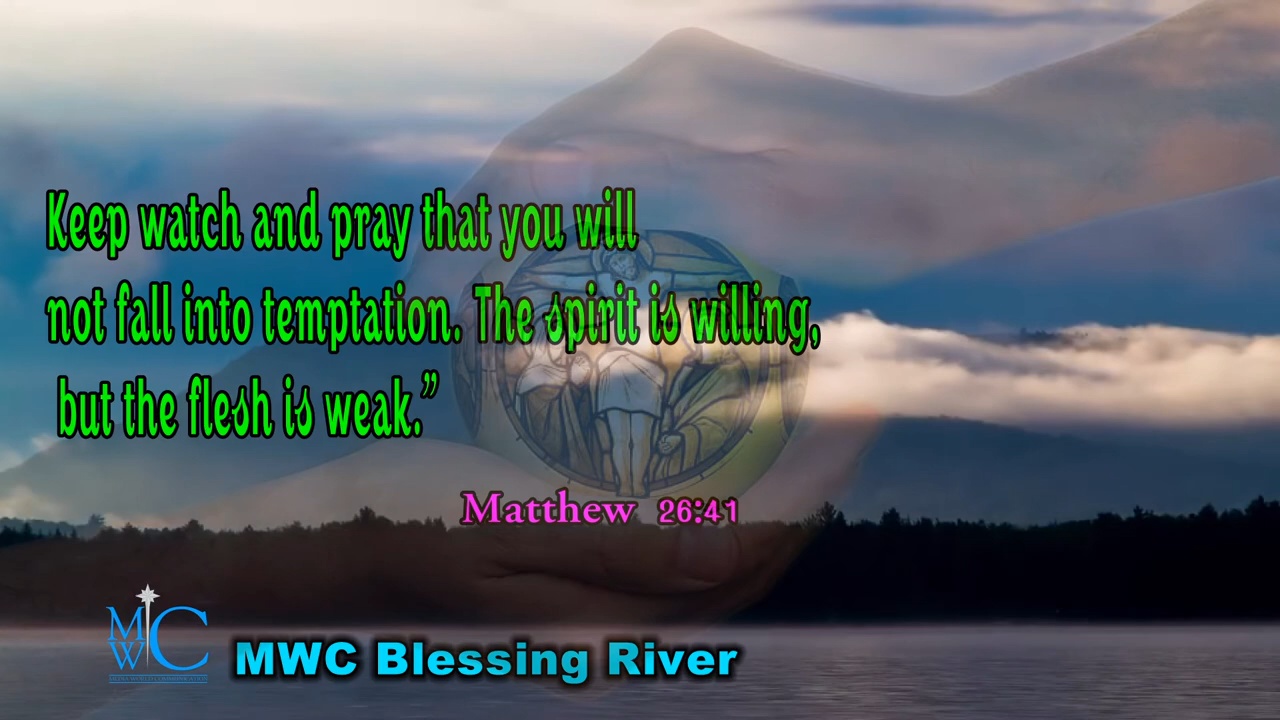 Keep watch and pray that you will
not fall into temptation. The spirit is willing,
but the flesh is weak.”
Matthew 26:41
MWC
MWC Blessing River